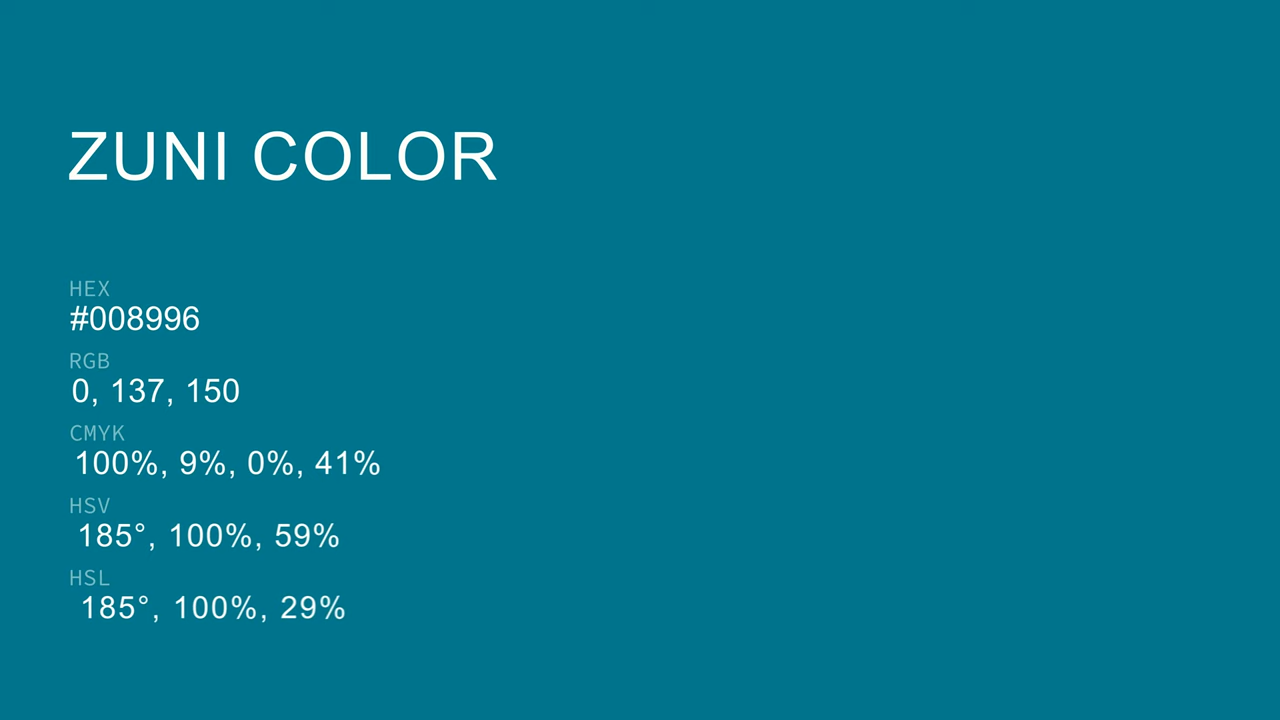 ZUNI COLOR
HEX
#008996
RGB
0, 137, 150
CMYK
100%, 9%, 0%, 41%
HSV
185°, 100%, 59%
HSL
185°, 100%, 29%